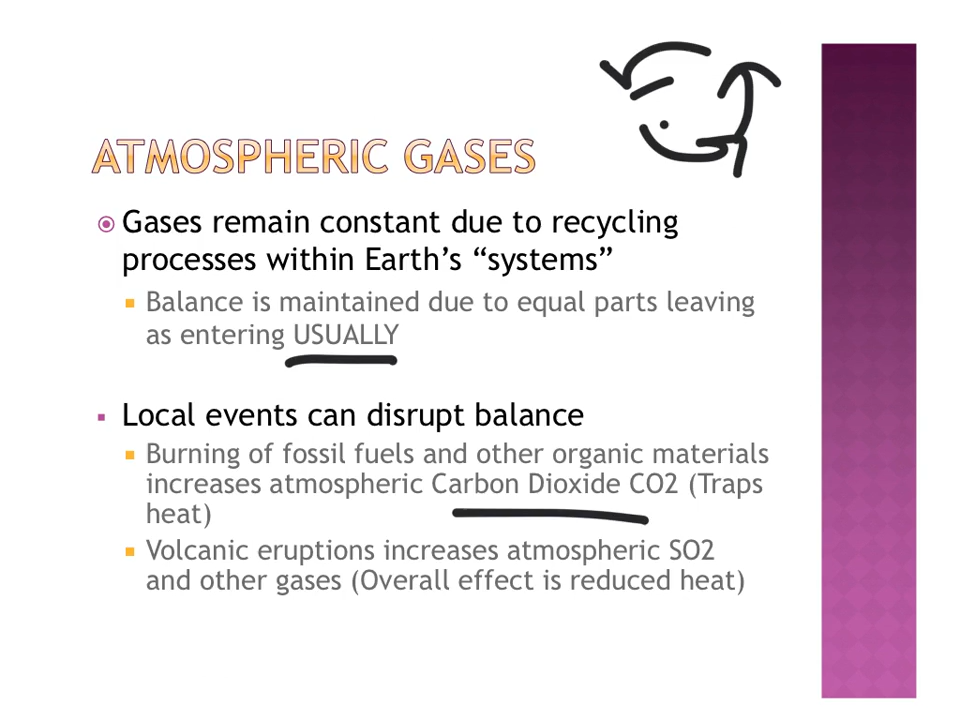 ATMOSPHERIC GASES
Gases remain constant due to recycling
processes within Earth's “systems”
Balance is maintained due to equal parts leaving
as entering USUALLY
Local events can disrupt balance
Burning of fossil fuels and other organic materials
increases atmospheric Carbon Dioxide CO2 (Traps
heat)
Volcanic eruptions increases atmospheric SO2
and other gases (Overall effect is reduced heat)